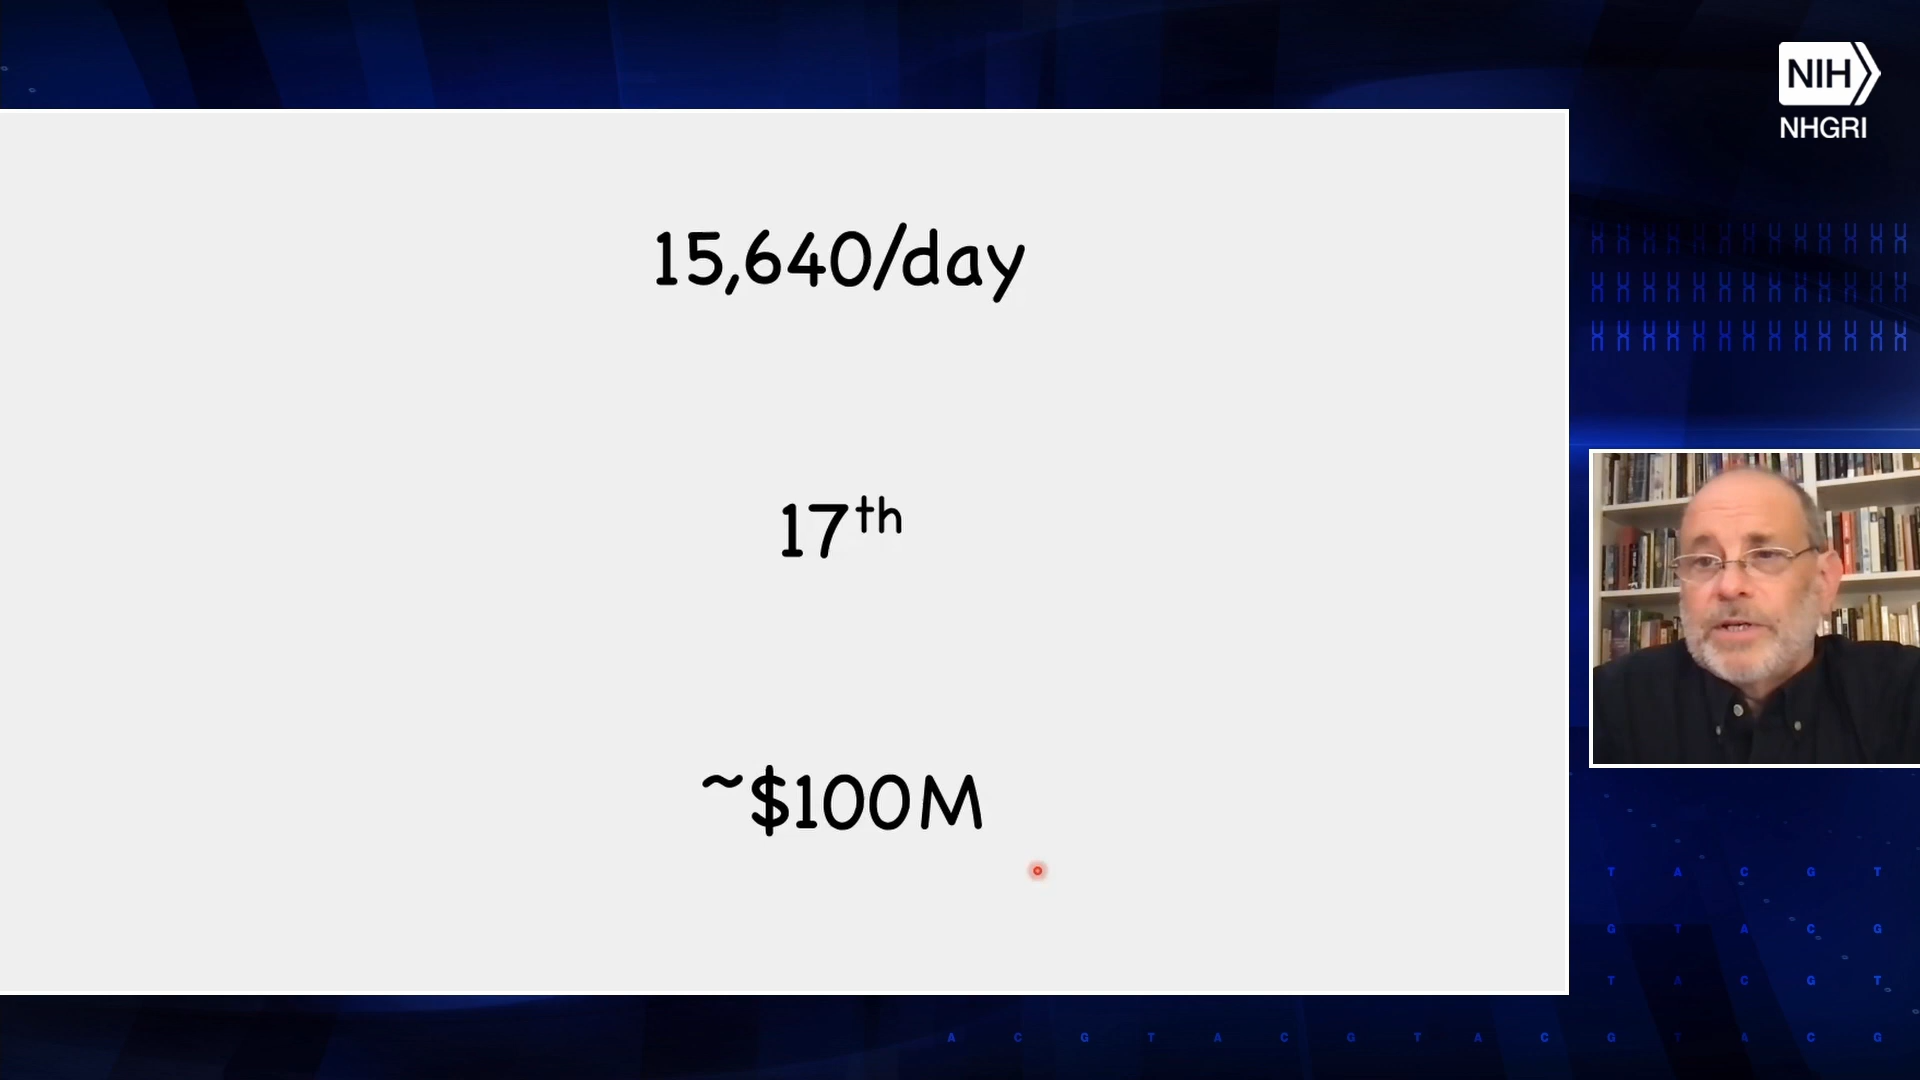 NIH
NHGRI
15,640/day
17th
~$100M
T A C G T
G T A C G
T A C G T
A C G T A C G T A C G T A C G